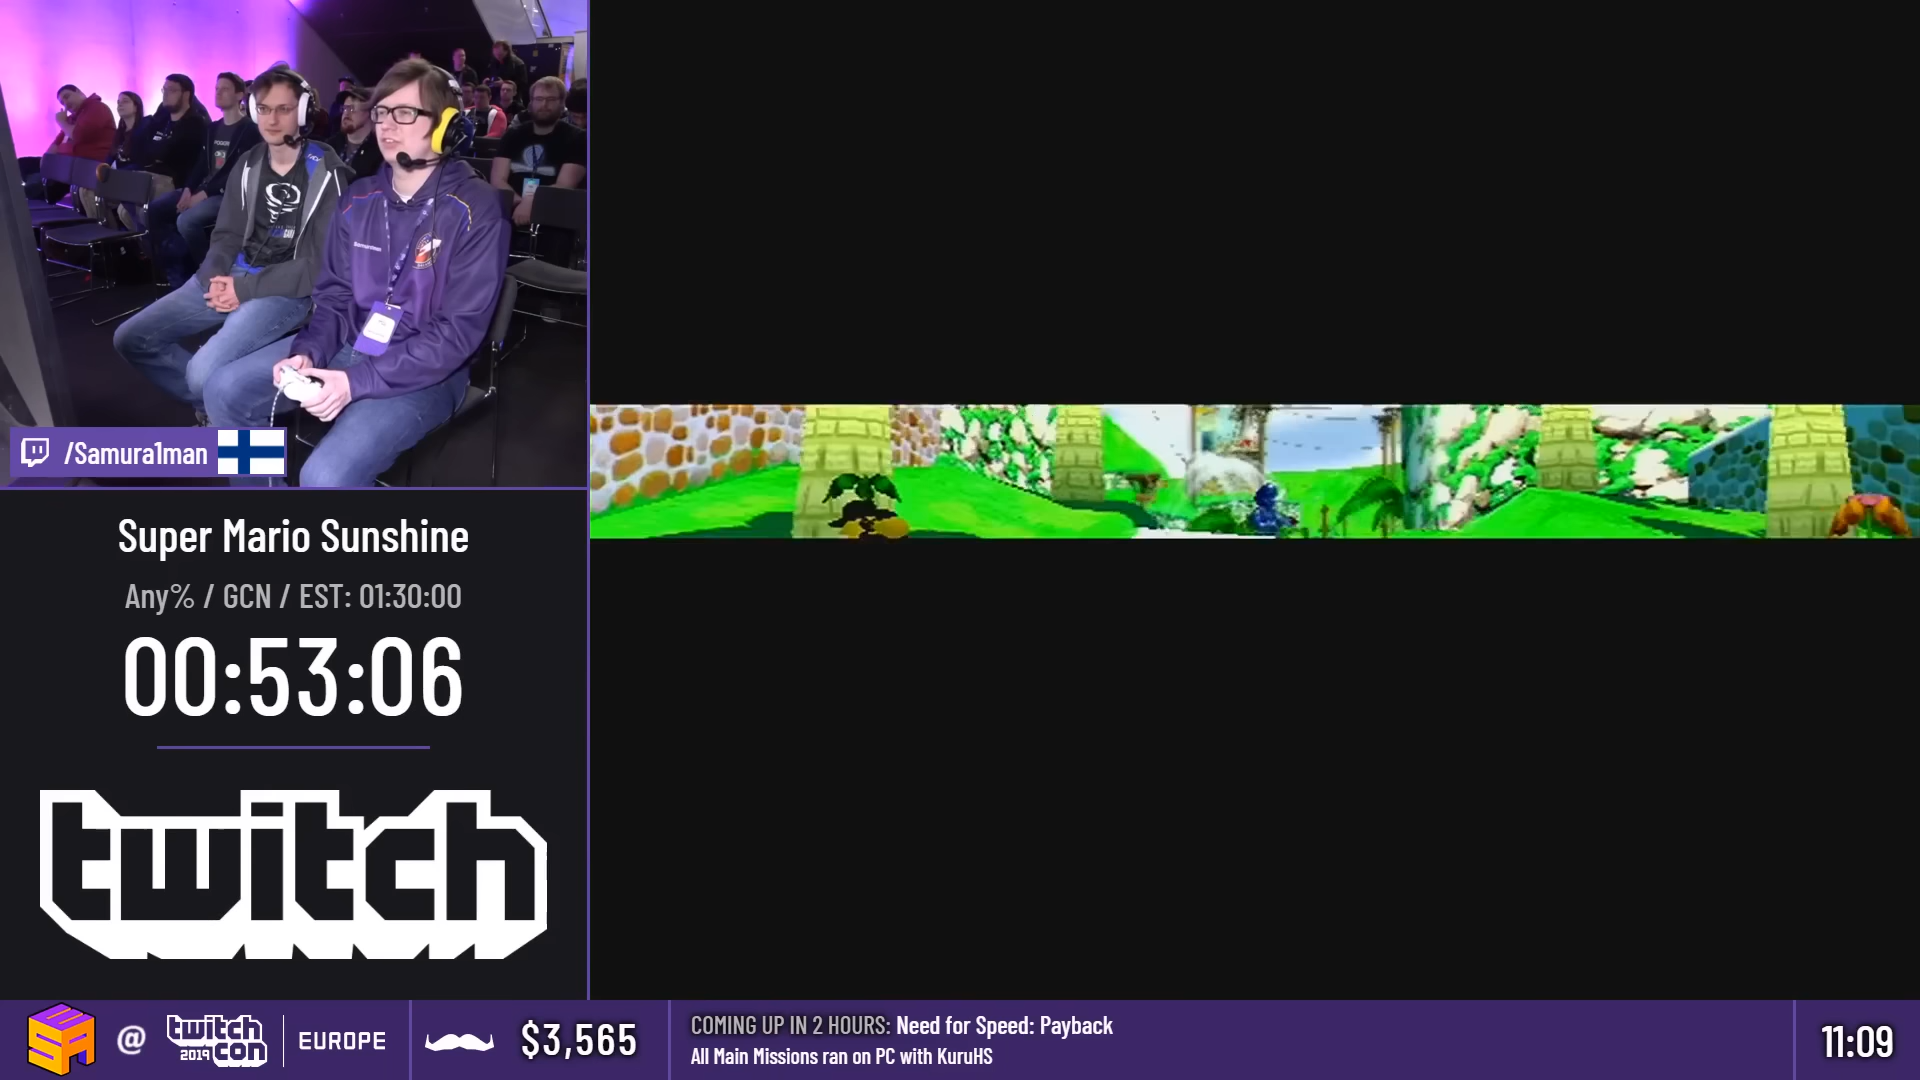 /Samura1man
Super Mario Sunshine
Any% / GCN / EST: 01:30:00
00:53:06
twitch
@
twitch
2019 con
EUROPE
$3,565
COMING UP IN 2 HOURS: Need for Speed: Payback
All Main Missions ran on PC with KuruHS
11:09